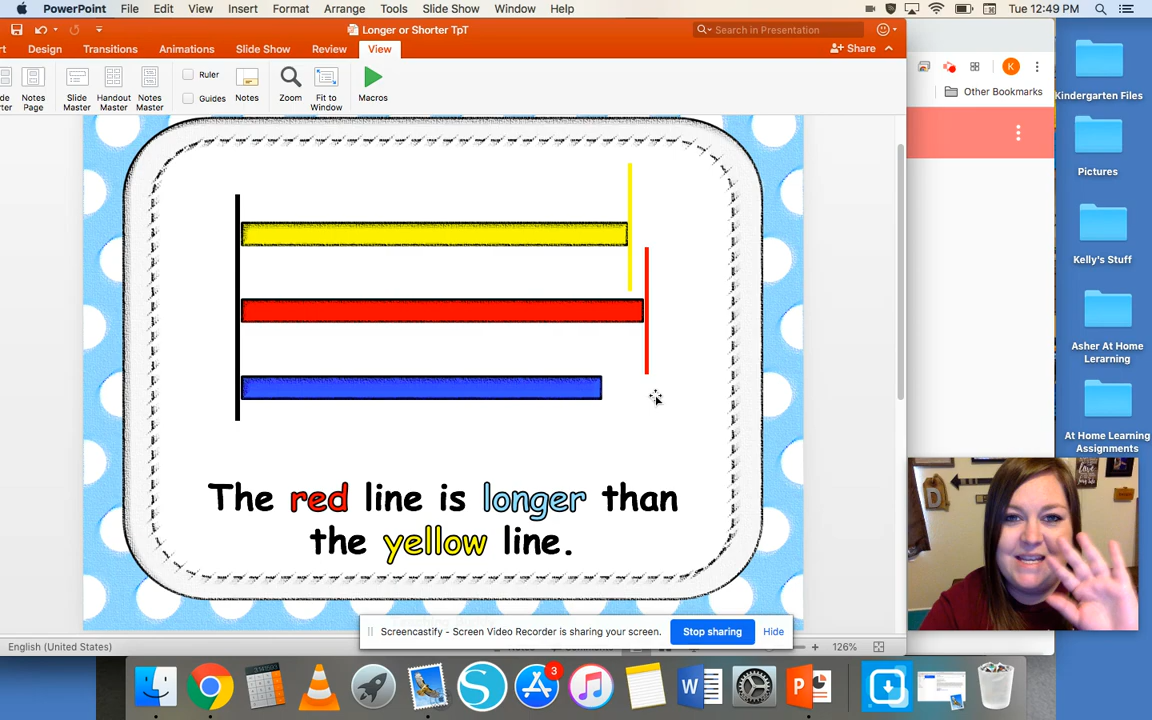 PowerPoint File Edit View Insert Format Arrange Tools Slide Show Window Help Tue 12:49 PM
Longer or Shorter TpT
Search in Presentation
Design Transitions Animations Slide Show Review View
Share
Notes Page
Slide Master
Handout Master
Notes Master
Ruler
Guides
Notes
Zoom
Fit to Window
Macros
K
Other Bookmarks
Kindergarten Files
Pictures
Kelly's Stuff
Asher At Home Lerarning
At Home Learning Assignments
The red line is longer than
the yellow line.
Screencastify - Screen Video Recorder is sharing your screen. Stop sharing Hide
English (United States)
126%
3
W
P
D